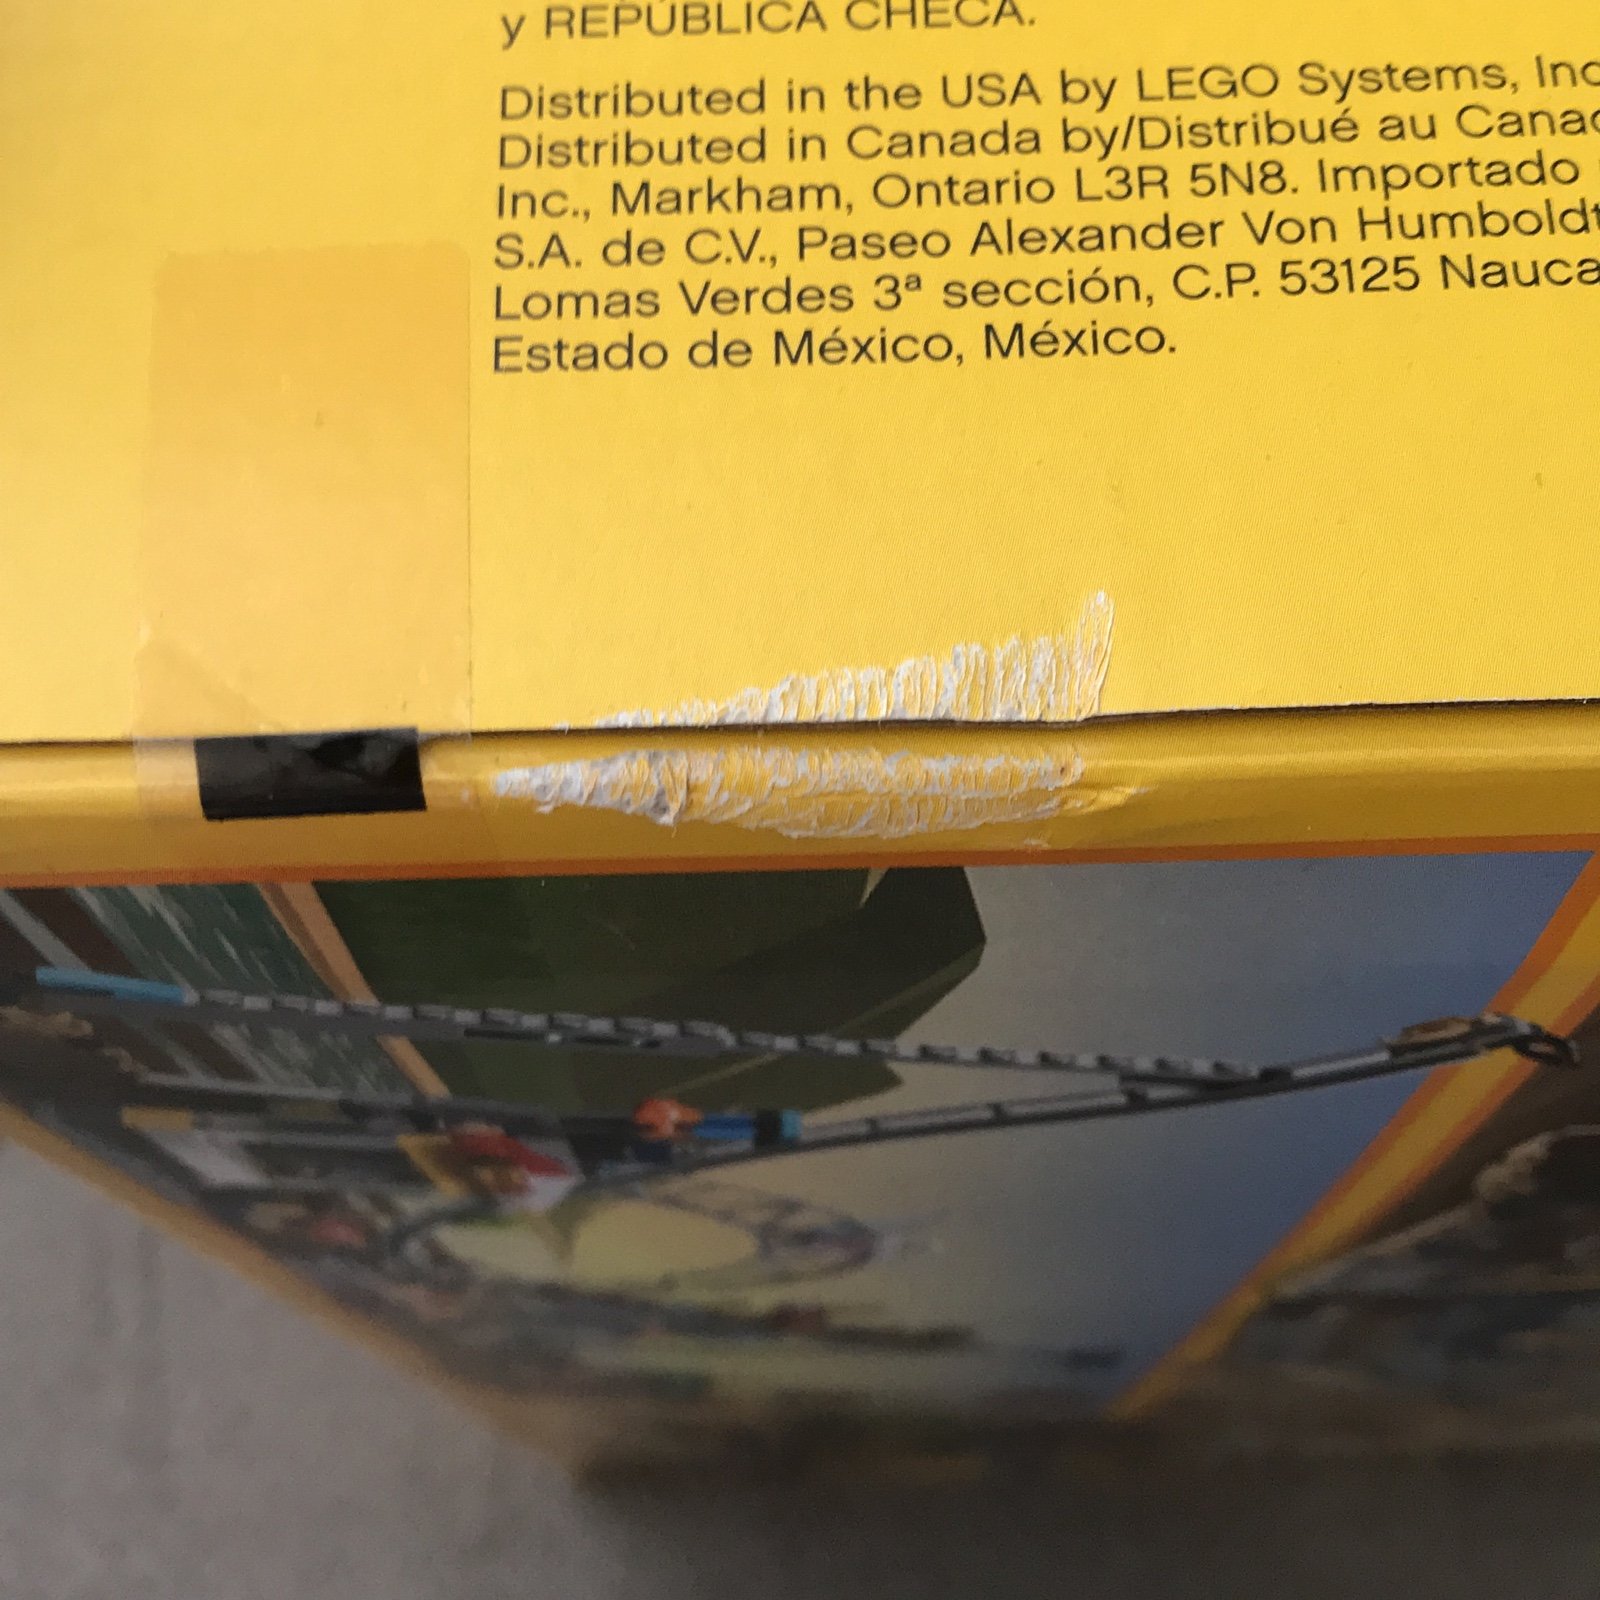 y REPÚBLICA CHECA.
Distributed in the USA by LEGO Systems, Inc
Distributed in Canada by/Distribué au Canad
Inc., Markham, Ontario L3R 5N8. Importado
S.A. de C.V., Paseo Alexander Von Humboldt
Lomas Verdes 3ª sección, C.P. 53125 Nauca
Estado de México, México.